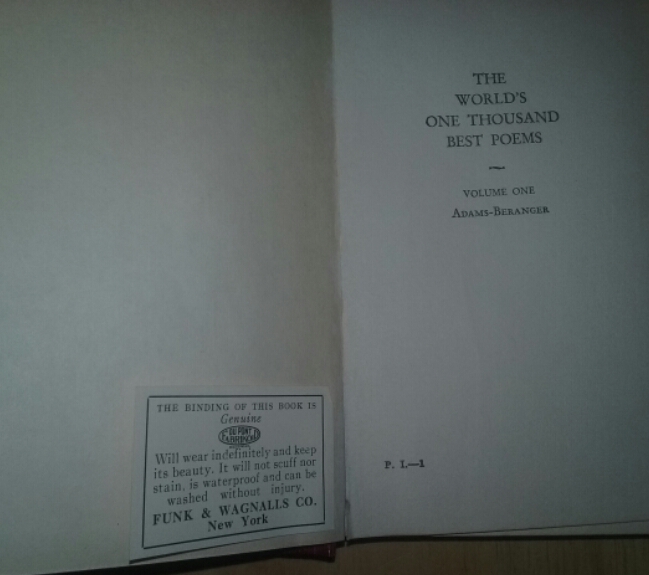 THE BINDING OF THIS BOOK IS
Genuine
DU PONT
FABRIKOID
Will wear indefinitely and keep
its beauty. It will not scuff nor
stain, is waterproof and can be
washed without injury.
FUNK & WAGNALLS CO.
New York
THE
WORLD'S
ONE THOUSAND
BEST POEMS
VOLUME ONE
ADAMS-BERANGER
P. I.—1